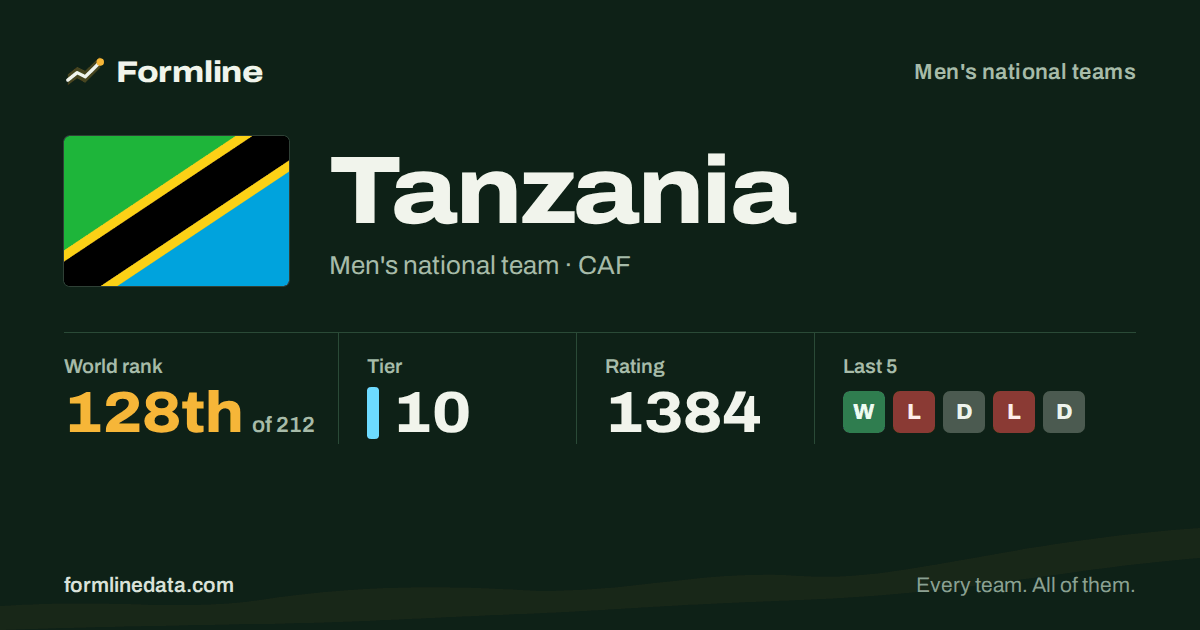 Formline
Men's national teams
Tanzania
Men's national team · CAF
World rank
128th of 212
Tier
10
Rating
1384
Last 5
W L D L D
formlinedata.com
Every team. All of them.